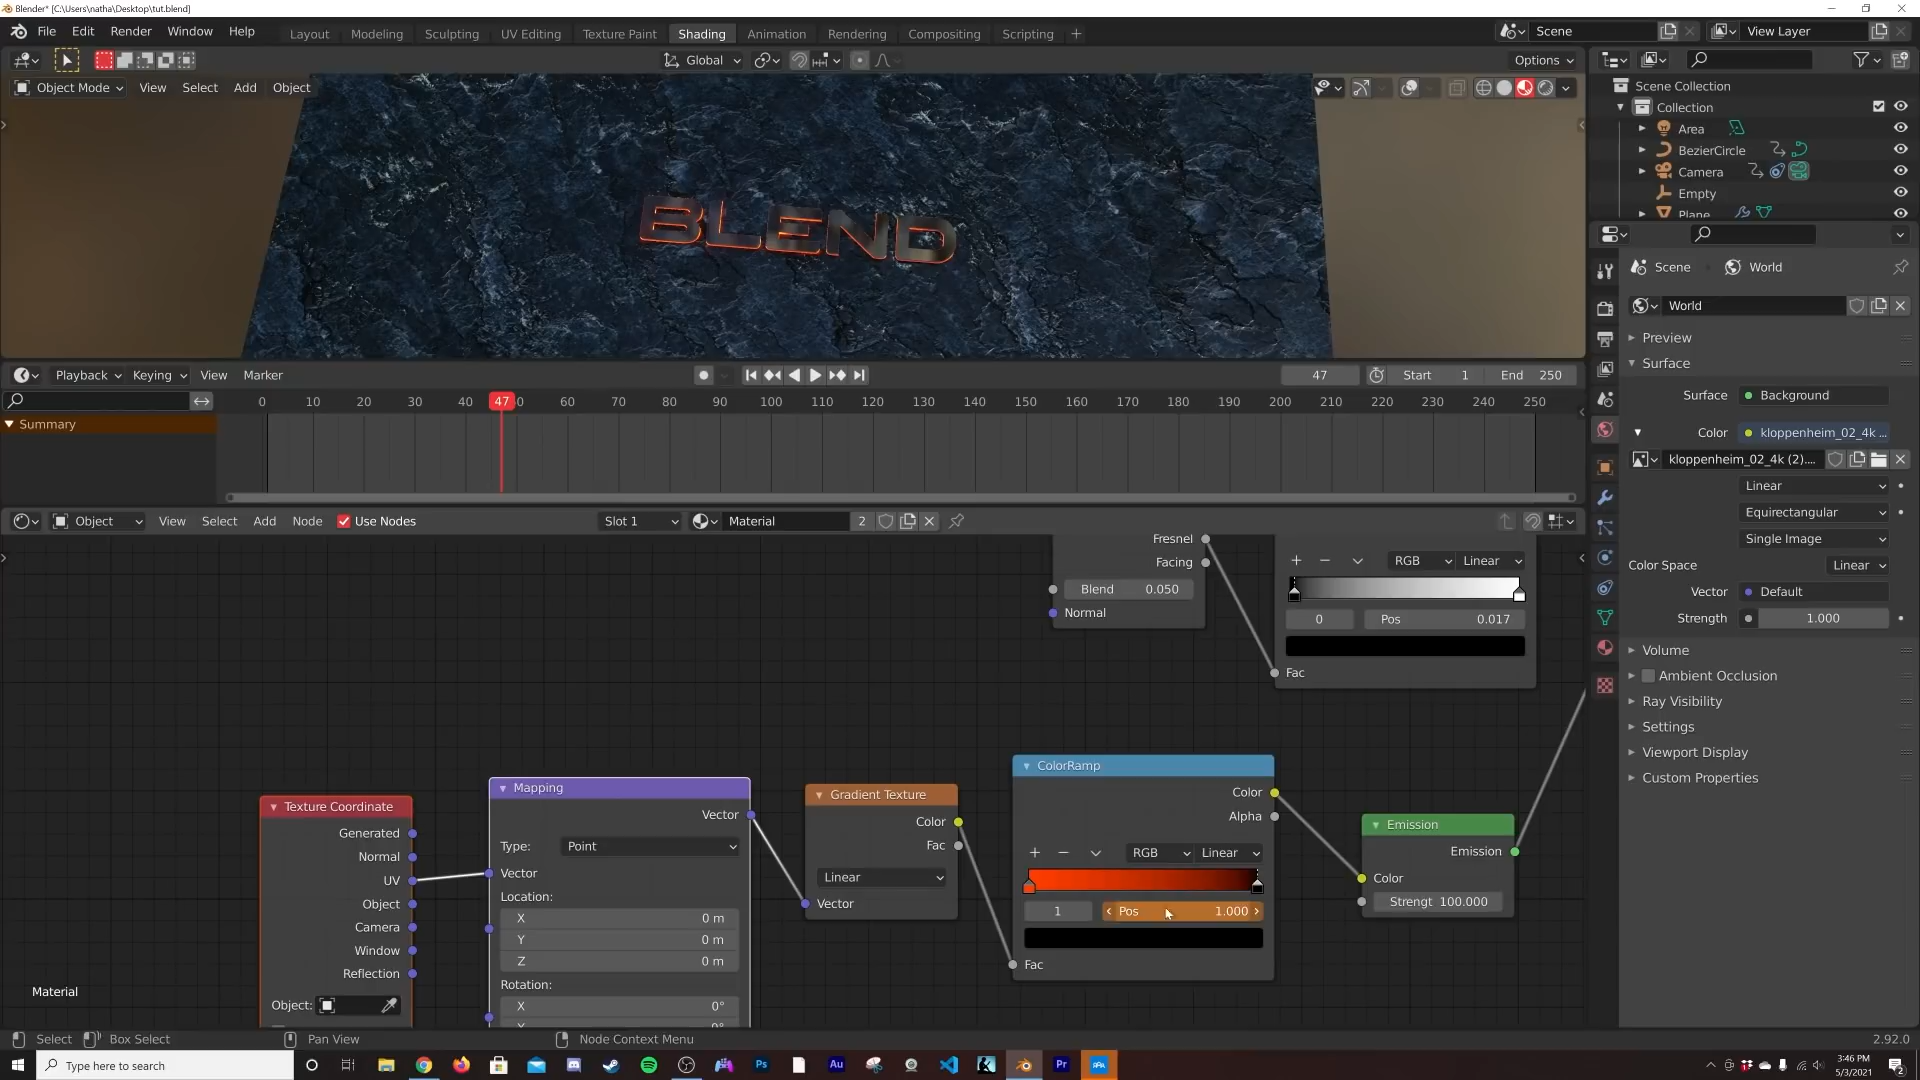 Blender* [C:\Users\natha\Desktop\tut.blend]
File Edit Render Window Help Layout Modeling Sculpting UV Editing Texture Paint Shading Animation Rendering Compositing Scripting + Scene View Layer
Global Options
Object Mode View Select Add Object
Scene Collection
Collection
Area
BezierCircle
Camera
Empty
Plane
BLEND
Scene World
World
Preview
Surface
Surface Background
Color kloppenheim_02_4k ...
kloppenheim_02_4k (2)....
Linear
Equirectangular
Single Image
Color Space Linear
Vector Default
Strength 1.000
Volume
Ambient Occlusion
Ray Visibility
Settings
Viewport Display
Custom Properties
Playback Keying View Marker 47 Start 1 End 250
0 10 20 30 40 47 60 70 80 90 100 110 120 130 140 150 160 170 180 190 200 210 220 230 240 250
Summary
Object View Select Add Node Use Nodes Slot 1 Material 2
Fresnel
Facing
Blend 0.050
Normal
RGB Linear
0 Pos 0.017
Fac
Texture Coordinate
Generated
Normal
UV
Object
Camera
Window
Reflection
Object:
Mapping
Vector
Type: Point
Vector
Location:
X 0 m
Y 0 m
Z 0 m
Rotation:
X 0°
Gradient Texture
Color
Fac
Linear
Vector
ColorRamp
Color
Alpha
RGB Linear
1 Pos 1.000
Fac
Emission
Emission
Color
Strengt 100.000
Material
Select Box Select Pan View Node Context Menu 2.92.0
Type here to search
Ps
Au
Pr
3:46 PM
5/3/2021
2